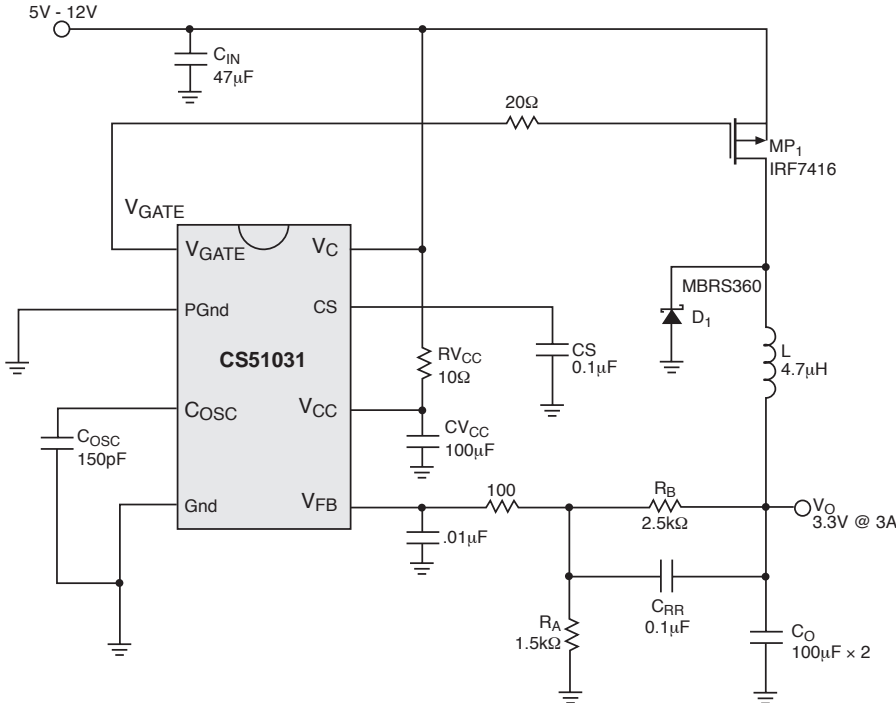 5V - 12V
C_IN
47μF
20Ω
MP₁
IRF7416
V_GATE
V_GATE
V_C
MBRS360
PGnd
CS
D₁
CS51031
RV_CC
10Ω
CS
0.1μF
L
4.7μH
C_OSC
V_CC
C_OSC
150pF
CV_CC
100μF
Gnd
V_FB
100
R_B
2.5kΩ
V_O
3.3V @ 3A
.01μF
C_RR
0.1μF
R_A
1.5kΩ
C_O
100μF × 2